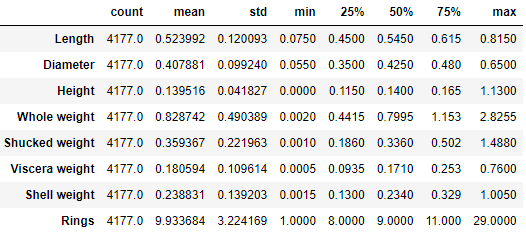 count mean std min 25% 50% 75% max
Length 4177.0 0.523992 0.120093 0.0750 0.4500 0.5450 0.615 0.8150
Diameter 4177.0 0.407881 0.099240 0.0550 0.3500 0.4250 0.480 0.6500
Height 4177.0 0.139516 0.041827 0.0000 0.1150 0.1400 0.165 1.1300
Whole weight 4177.0 0.828742 0.490389 0.0020 0.4415 0.7995 1.153 2.8255
Shucked weight 4177.0 0.359367 0.221963 0.0010 0.1860 0.3360 0.502 1.4880
Viscera weight 4177.0 0.180594 0.109614 0.0005 0.0935 0.1710 0.253 0.7600
Shell weight 4177.0 0.238831 0.139203 0.0015 0.1300 0.2340 0.329 1.0050
Rings 4177.0 9.933684 3.224169 1.0000 8.0000 9.0000 11.000 29.0000